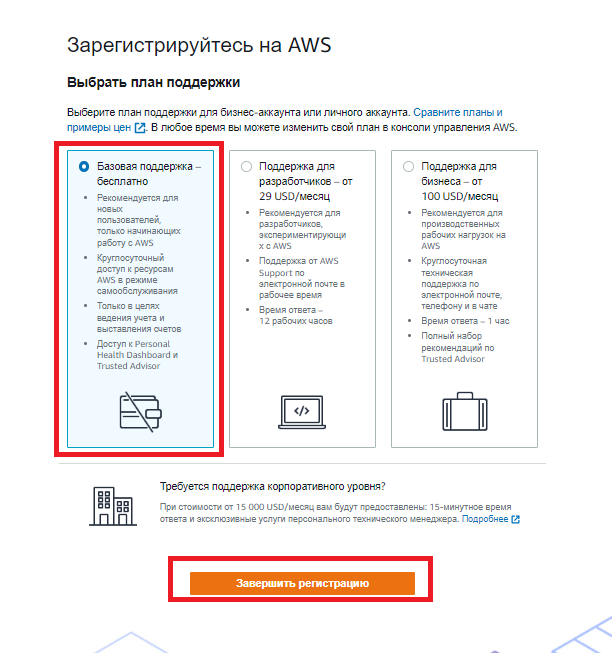 Зарегистрируйтесь на AWS
Выбрать план поддержки
Выберите план поддержки для бизнес-аккаунта или личного аккаунта. Сравните планы и
примеры цен. В любое время вы можете изменить свой план в консоли управления AWS.
Базовая поддержка –
бесплатно
Рекомендуется для
новых
пользователей,
только начинающих
работу с AWS
Круглосуточный
доступ к ресурсам
AWS в режиме
самообслуживания
Только в целях
ведения учета и
выставления счетов
Доступ к Personal
Health Dashboard и
Trusted Advisor
Поддержка для
разработчиков – от
29 USD/месяц
Рекомендуется для
разработчиков,
экспериментирующи
х с AWS
Поддержка от AWS
Support по
электронной почте в
рабочее время
Время ответа –
12 рабочих часов
Поддержка для
бизнеса – от
100 USD/месяц
Рекомендуется для
производственных
рабочих нагрузок на
AWS
Круглосуточная
техническая
поддержка по
электронной почте,
телефону и в чате
Время ответа – 1 час
Полный набор
рекомендаций по
Trusted Advisor
</>
Требуется поддержка корпоративного уровня?
При стоимости от 15 000 USD/месяц вам будут предоставлены: 15-минутное время
ответа и эксклюзивные услуги персонального технического менеджера. Подробнее
Завершить регистрацию